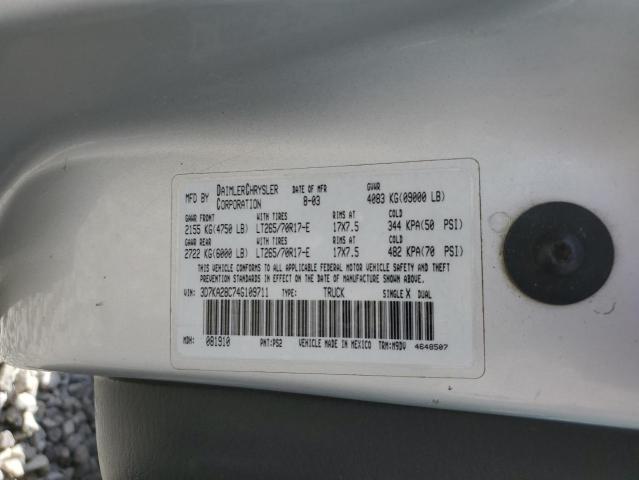 MFD BY DAIMLERCHRYSLER CORPORATION DATE OF MFR 8-03 GVWR 4083 KG(09000 LB)
GAWR FRONT WITH TIRES RIMS AT COLD
2155 KG(4750 LB) LT265/70R17-E 17X7.5 344 KPA(50 PSI)
GAWR REAR WITH TIRES RIMS AT COLD
2722 KG(6000 LB) LT265/70R17-E 17X7.5 482 KPA(70 PSI)
THIS VEHICLE CONFORMS TO ALL APPLICABLE FEDERAL MOTOR VEHICLE SAFETY AND THEFT
PREVENTION STANDARDS IN EFFECT ON THE DATE OF MANUFACTURE SHOWN ABOVE.
VIN: 3D7KA28C74G109711 TYPE: TRUCK SINGLE X DUAL
MDH: 081910 PNT:PS2 VEHICLE MADE IN MEXICO TRM:M9DV 4648507